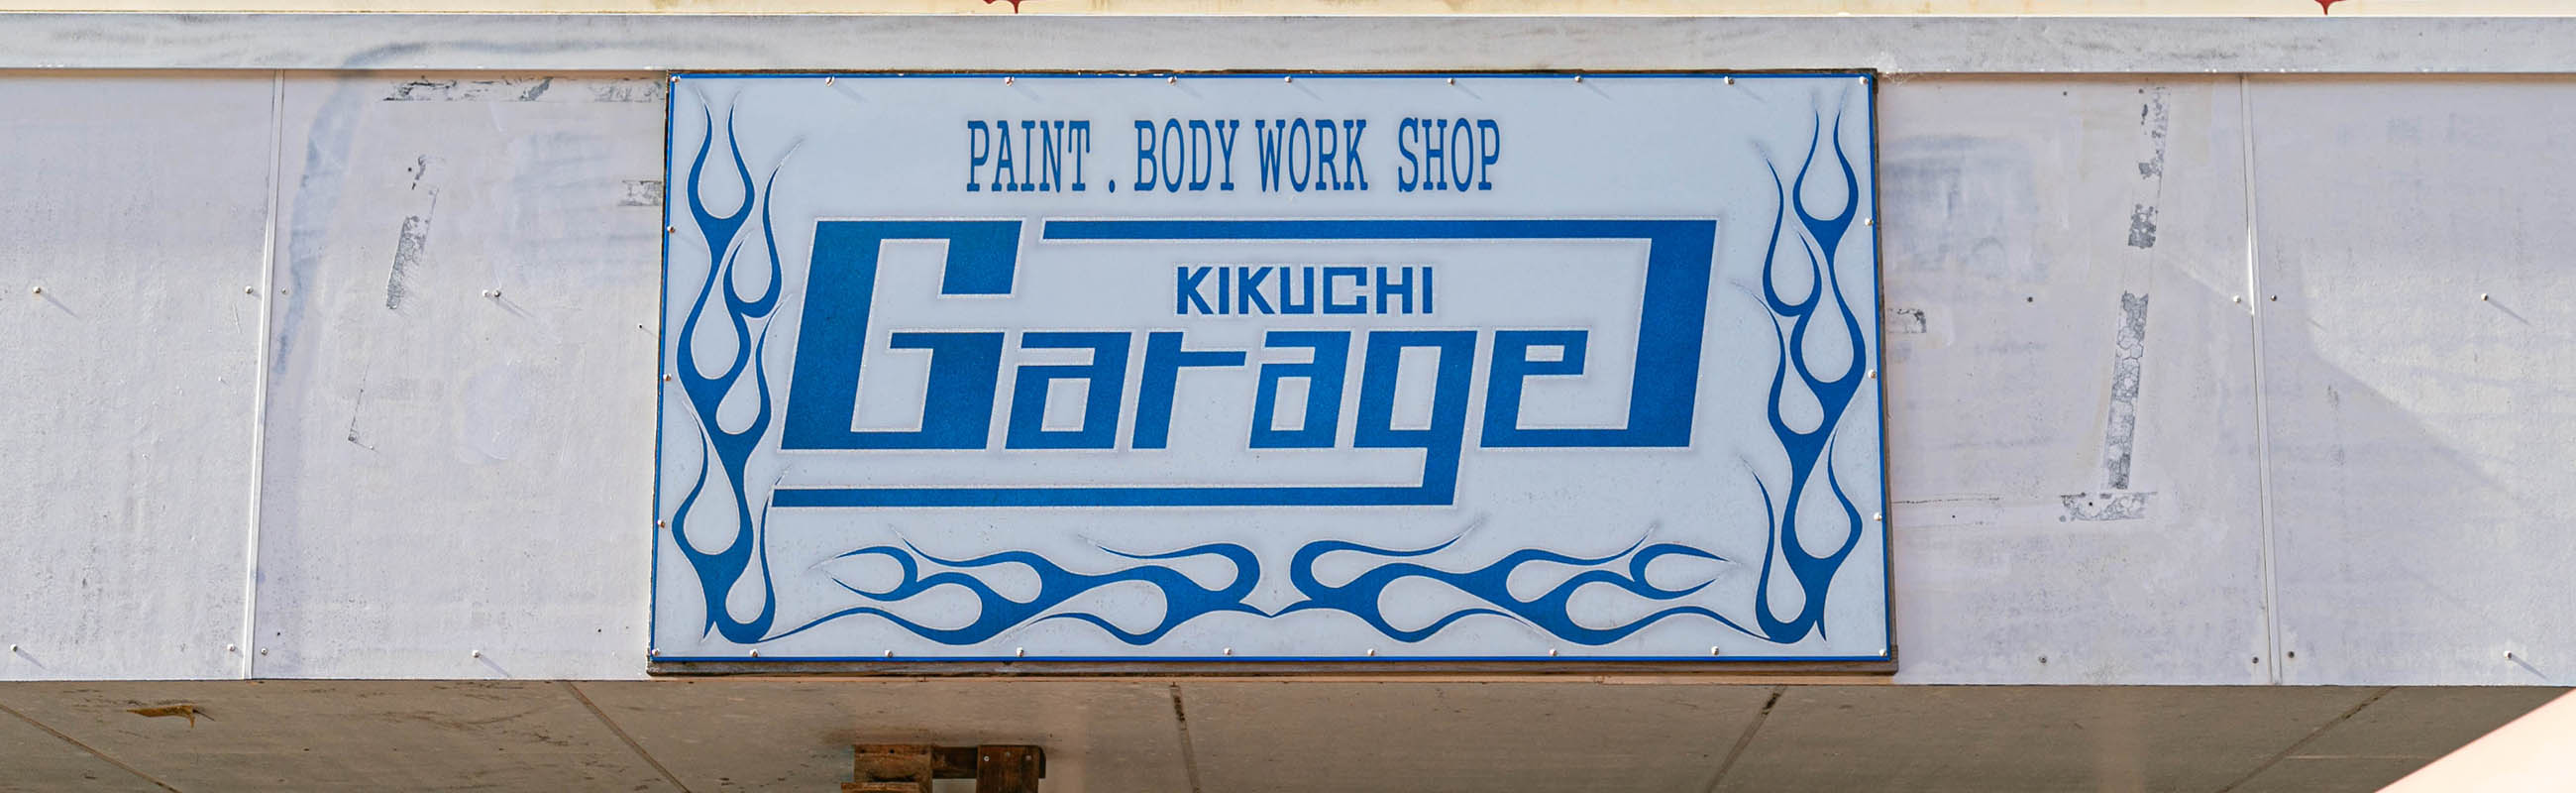 PAINT . BODY WORK SHOP
KIKUCHI
Garage